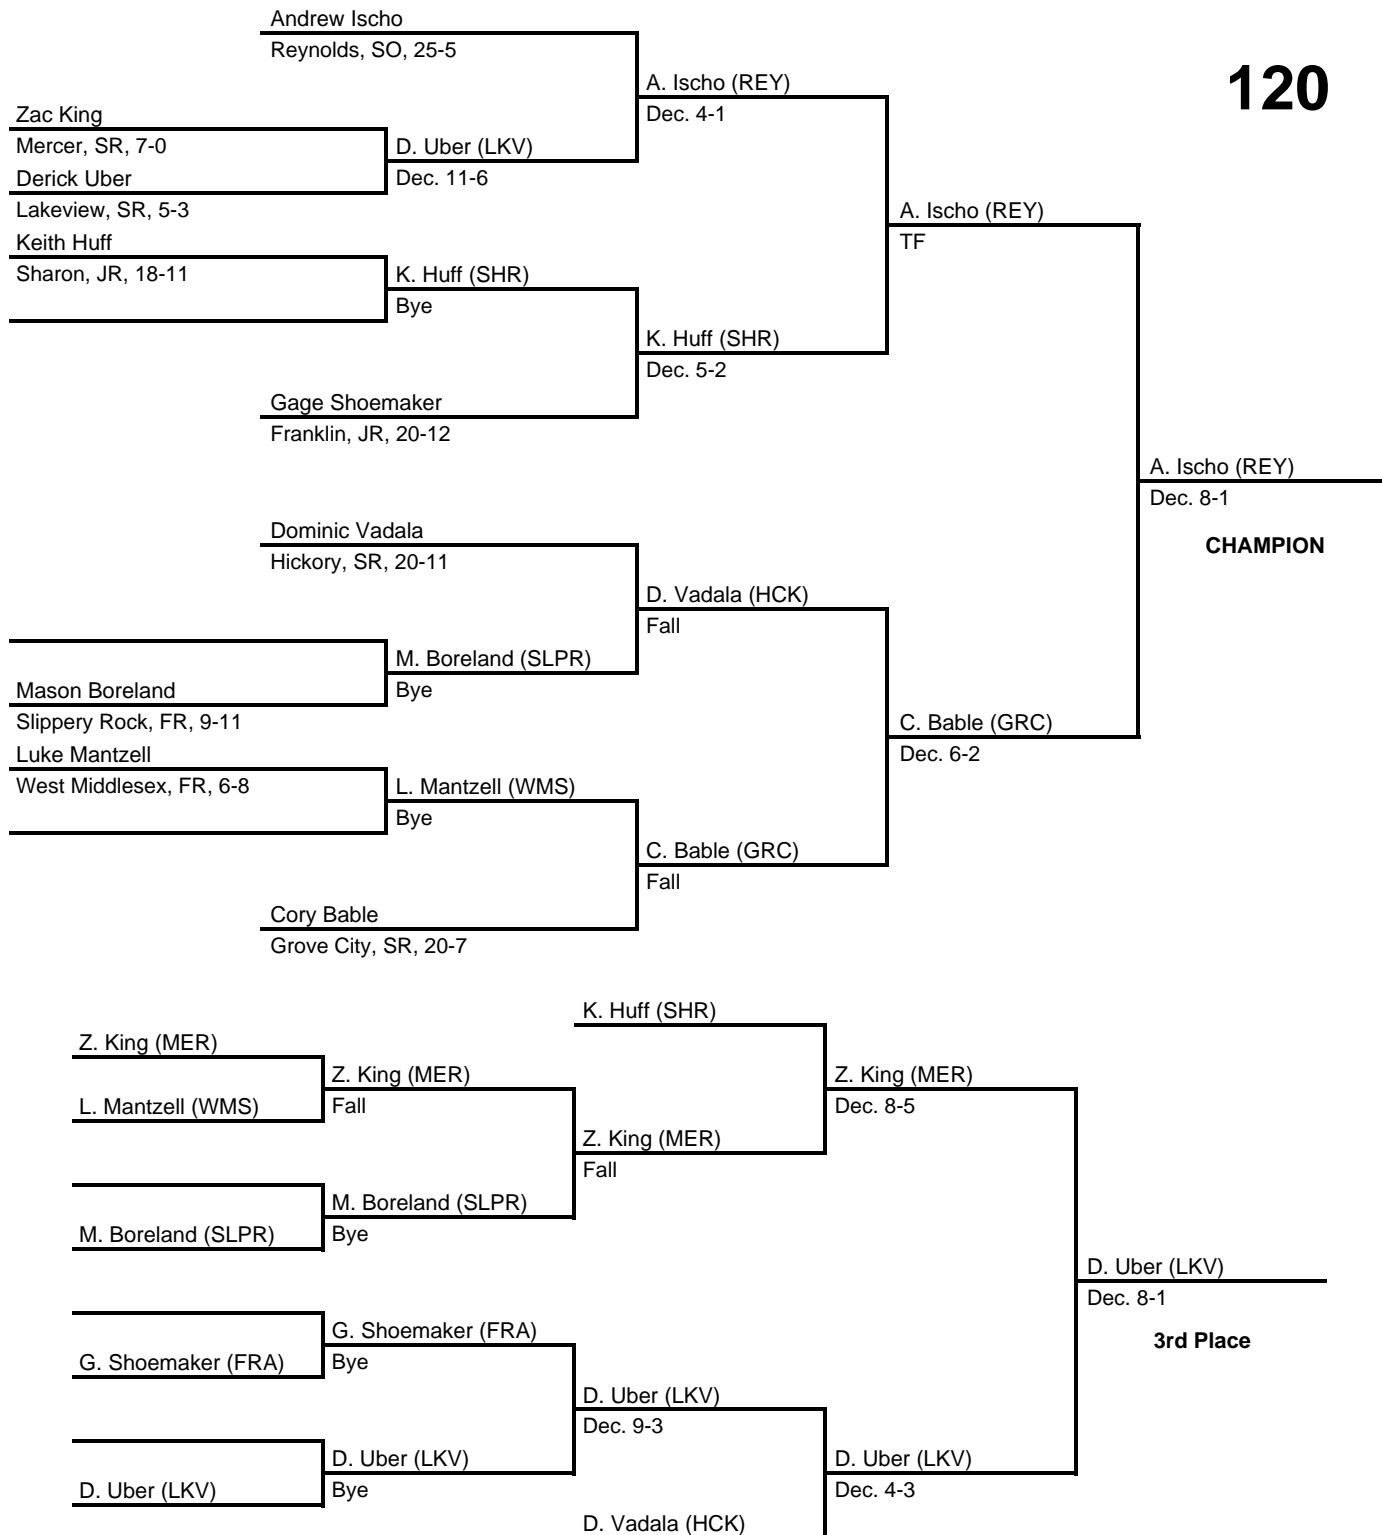 Andrew Ischo
Reynolds, SO, 25-5
120
A. Ischo (REY)
Dec. 4-1
Zac King
Mercer, SR, 7-0
D. Uber (LKV)
Dec. 11-6
Derick Uber
Lakeview, SR, 5-3
A. Ischo (REY)
TF
Keith Huff
Sharon, JR, 18-11
K. Huff (SHR)
Bye
K. Huff (SHR)
Dec. 5-2
Gage Shoemaker
Franklin, JR, 20-12
A. Ischo (REY)
Dec. 8-1
CHAMPION
Dominic Vadala
Hickory, SR, 20-11
D. Vadala (HCK)
Fall
M. Boreland (SLPR)
Bye
Mason Boreland
Slippery Rock, FR, 9-11
C. Bable (GRC)
Dec. 6-2
Luke Mantzell
West Middlesex, FR, 6-8
L. Mantzell (WMS)
Bye
C. Bable (GRC)
Fall
Cory Bable
Grove City, SR, 20-7
K. Huff (SHR)
Z. King (MER)
Z. King (MER)
Fall
Z. King (MER)
Dec. 8-5
L. Mantzell (WMS)
Z. King (MER)
Fall
M. Boreland (SLPR)
Bye
M. Boreland (SLPR)
D. Uber (LKV)
Dec. 8-1
3rd Place
G. Shoemaker (FRA)
Bye
G. Shoemaker (FRA)
D. Uber (LKV)
Dec. 9-3
D. Uber (LKV)
Bye
D. Uber (LKV)
Dec. 4-3
D. Uber (LKV)
D. Vadala (HCK)